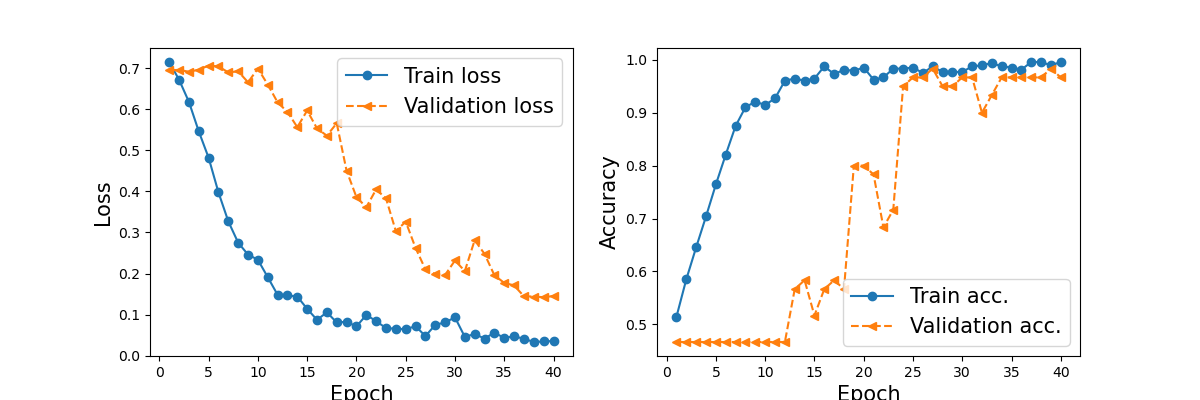 0.7
0.6
0.5
0.4
0.3
0.2
0.1
0.0
Loss
Train loss
Validation loss
0 5 10 15 20 25 30 35 40
Epoch
1.0
0.9
0.8
0.7
0.6
0.5
Accuracy
Train acc.
Validation acc.
0 5 10 15 20 25 30 35 40
Epoch